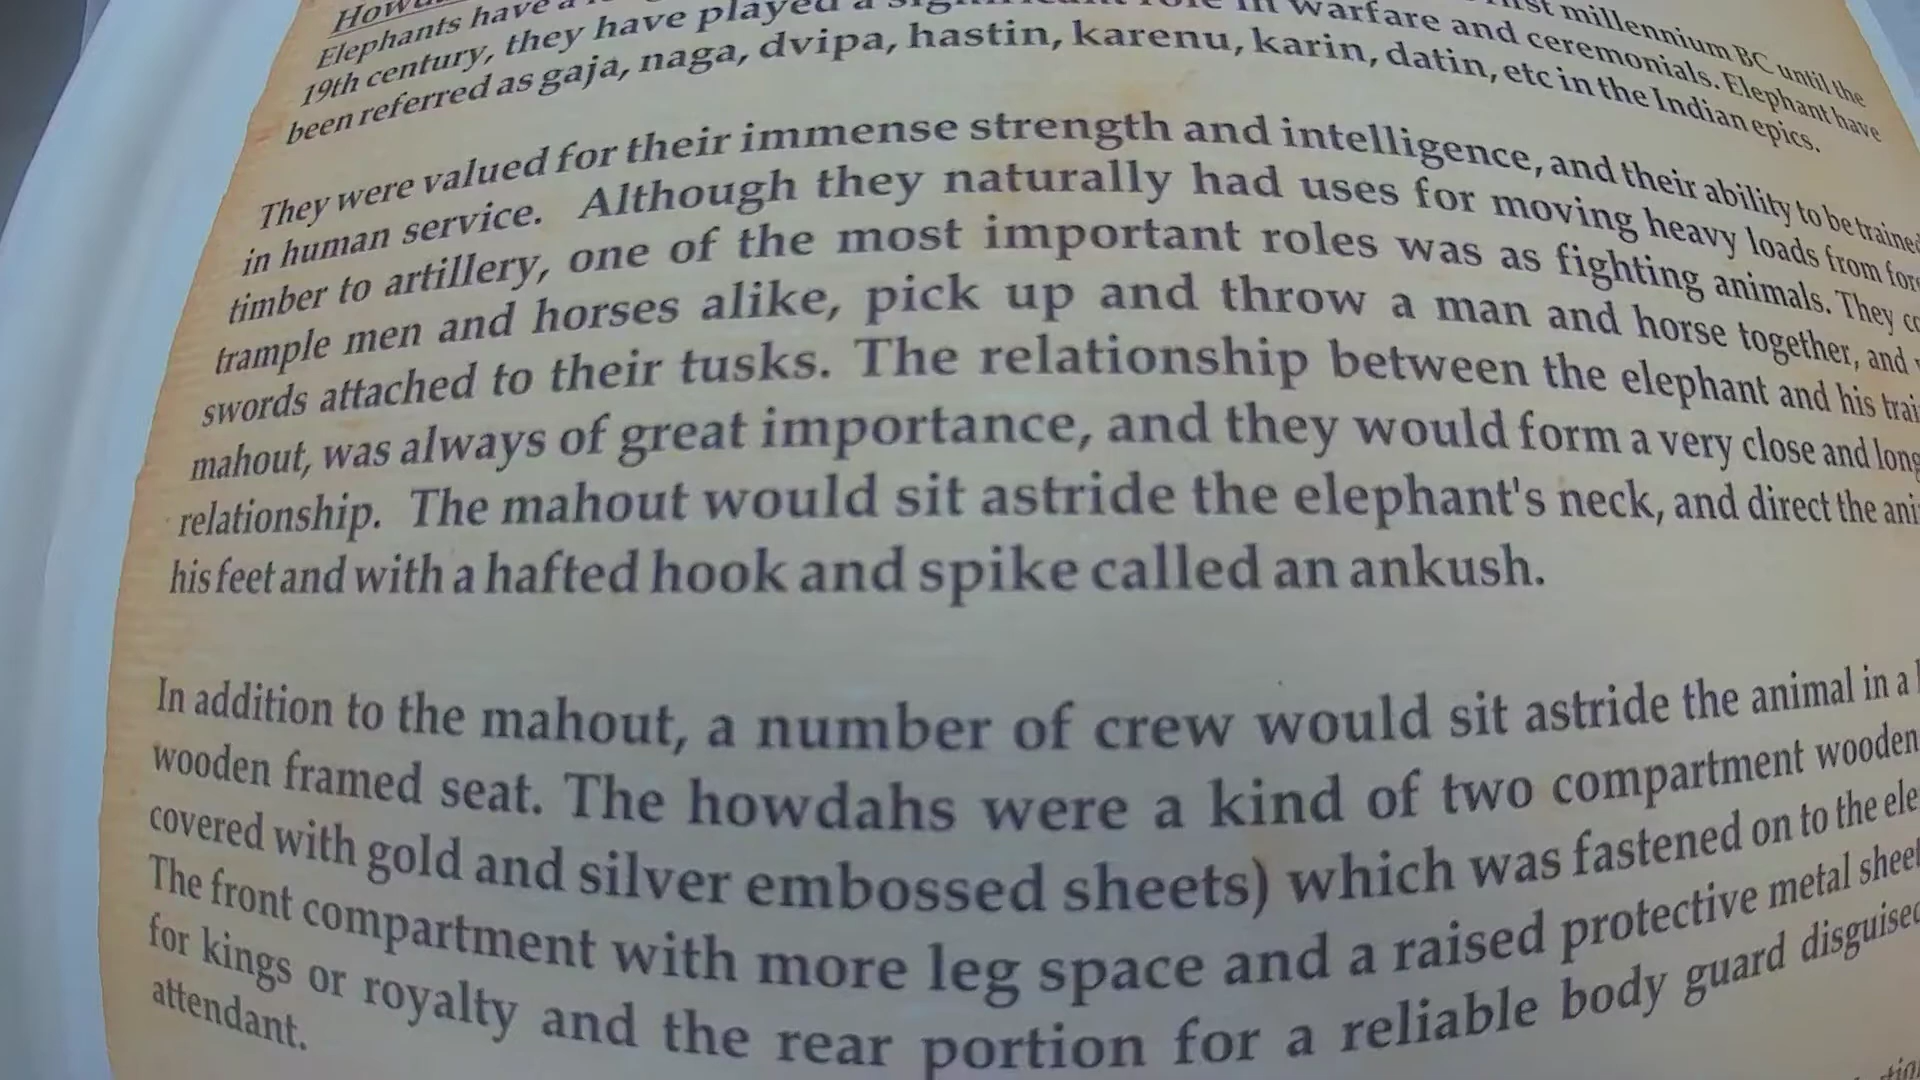 Elephants have a
19th century, they have played a significant role in warfare and ceremonials. Elephant have
been referred as gaja, naga, dvipa, hastin, karenu, karin, datin, etc in the Indian epics.
millennium BC until the
They were valued for their immense strength and intelligence, and their ability to be trained
in human service. Although they naturally had uses for moving heavy loads from
timber to artillery, one of the most important roles was as fighting animals. They
trample men and horses alike, pick up and throw a man and horse together, and
swords attached to their tusks. The relationship between the elephant and his
mahout, was always of great importance, and they would form a very close and long
relationship. The mahout would sit astride the elephant's neck, and direct the
his feet and with a hafted hook and spike called an ankush.
In addition to the mahout, a number of crew would sit astride the animal in a
wooden framed seat. The howdahs were a kind of two compartment wooden
covered with gold and silver embossed sheets) which was fastened on to the
The front compartment with more leg space and a raised protective metal sheet
for kings or royalty and the rear portion for a reliable body guard disguised
attendant.